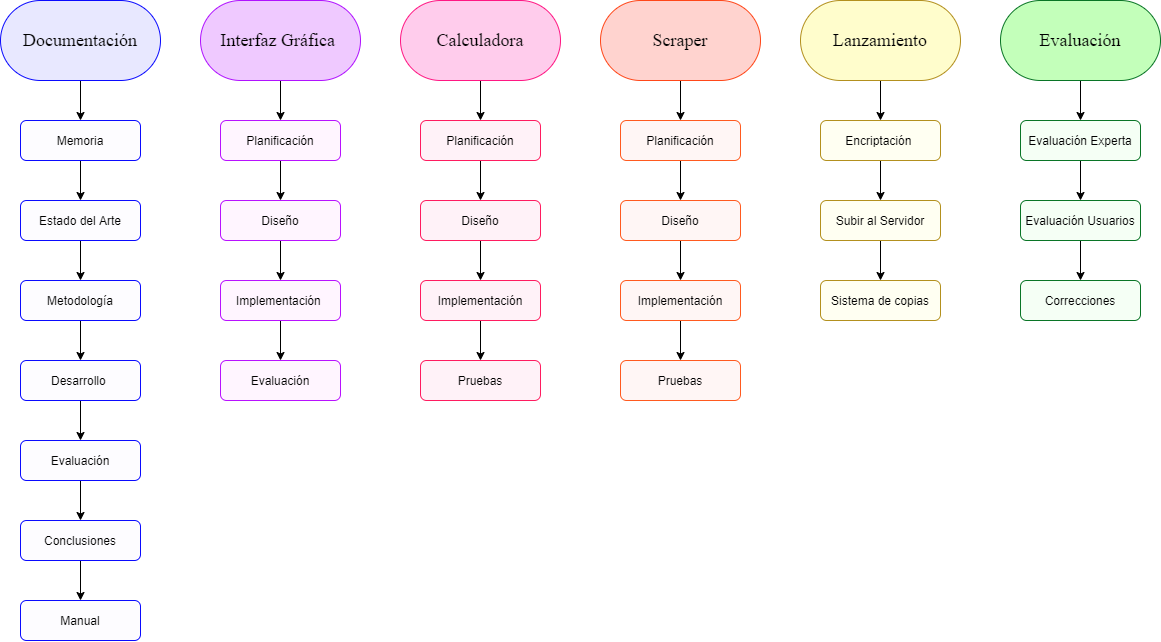 Documentación
Interfaz Gráfica
Calculadora
Scraper
Lanzamiento
Evaluación
Memoria
Planificación
Planificación
Planificación
Encriptación
Evaluación Experta
Estado del Arte
Diseño
Diseño
Diseño
Subir al Servidor
Evaluación Usuarios
Metodología
Implementación
Implementación
Implementación
Sistema de copias
Correcciones
Desarrollo
Evaluación
Pruebas
Pruebas
Evaluación
Conclusiones
Manual